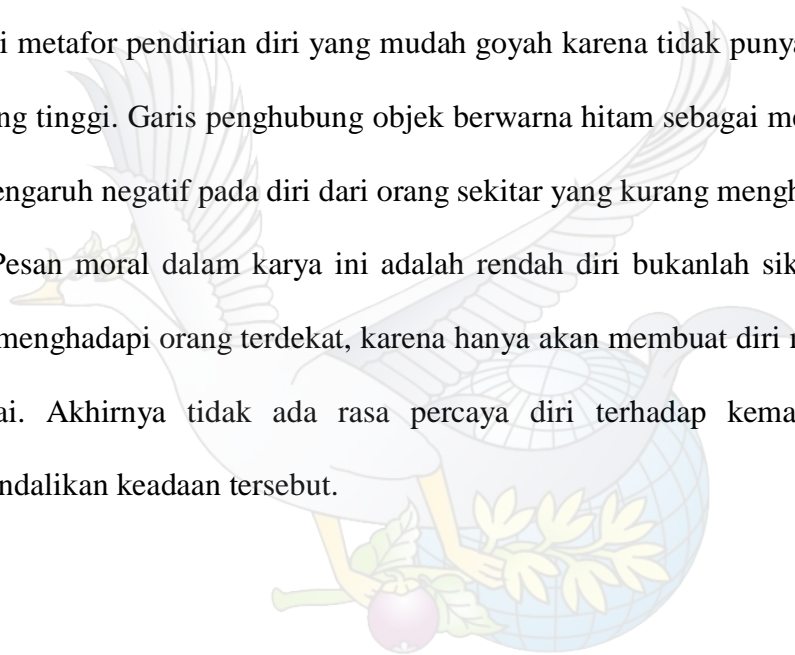 i metafor pendirian diri yang mudah goyah karena tidak puny
ng tinggi. Garis penghubung objek berwarna hitam sebagai me
engaruh negatif pada diri dari orang sekitar yang kurang mengh
Pesan moral dalam karya ini adalah rendah diri bukanlah sik
menghadapi orang terdekat, karena hanya akan membuat diri
ai. Akhirnya tidak ada rasa percaya diri terhadap kema
ndalikan keadaan tersebut.